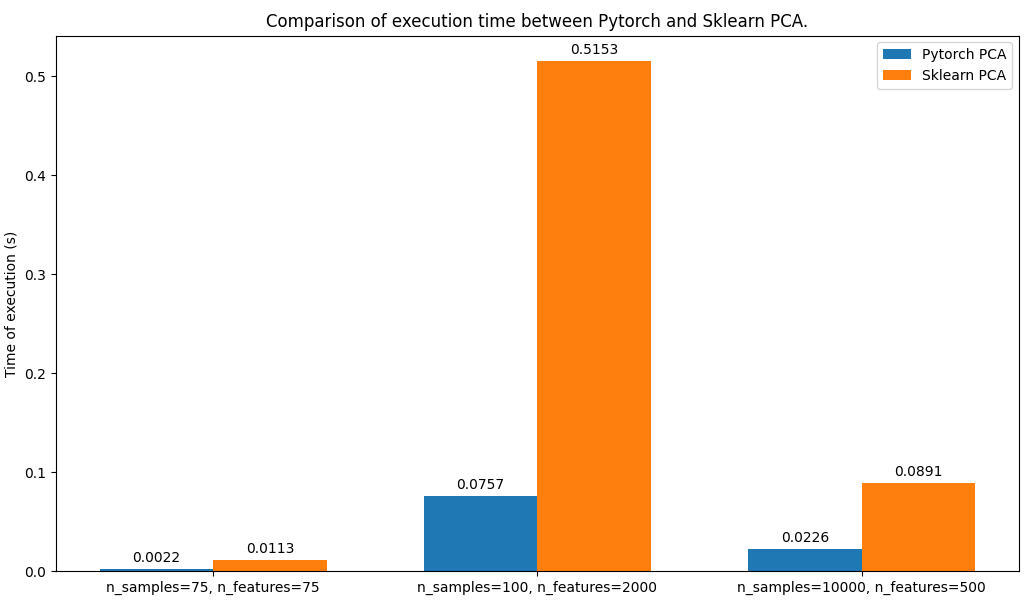 Comparison of execution time between Pytorch and Sklearn PCA.
Pytorch PCA
Sklearn PCA
Time of execution (s)
0.5
0.4
0.3
0.2
0.1
0.0
0.0022
0.0113
0.0757
0.5153
0.0226
0.0891
n_samples=75, n_features=75
n_samples=100, n_features=2000
n_samples=10000, n_features=500